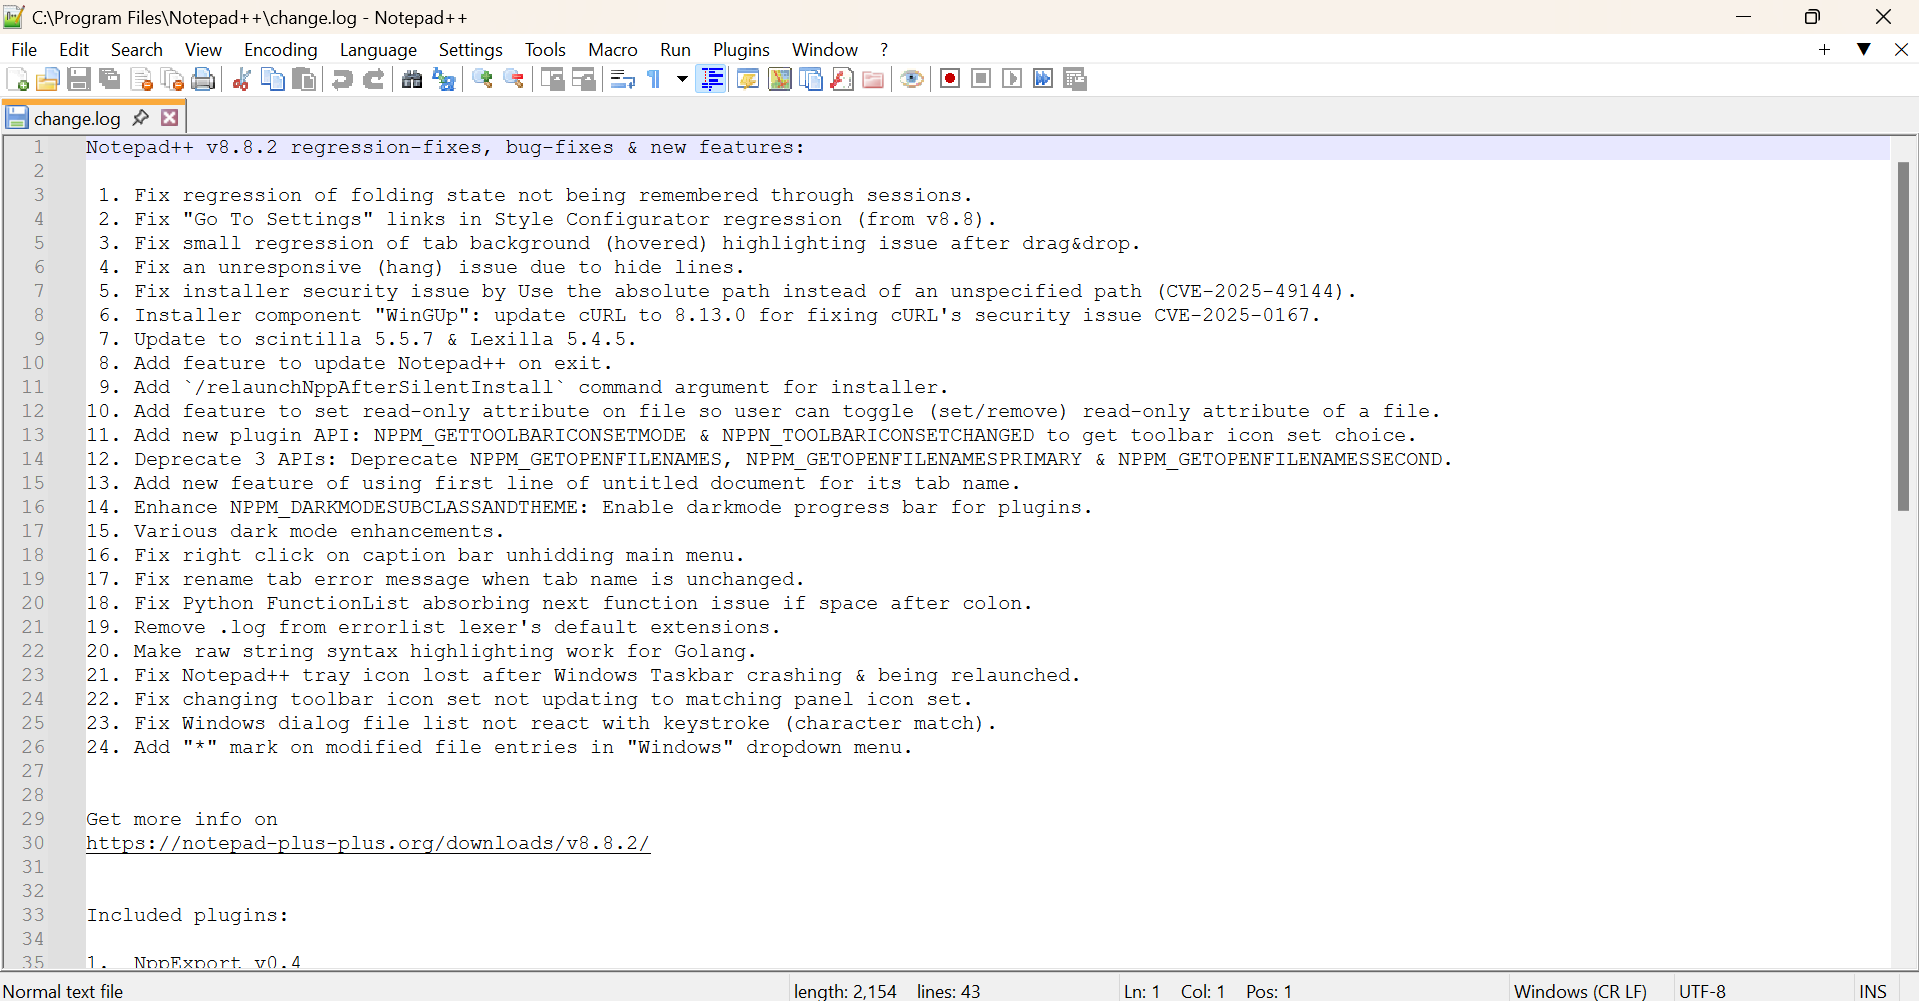 C:\Program Files\Notepad++\change.log - Notepad++
File Edit Search View Encoding Language Settings Tools Macro Run Plugins Window ?
change.log
1 Notepad++ v8.8.2 regression-fixes, bug-fixes & new features:
2
3 1. Fix regression of folding state not being remembered through sessions.
4 2. Fix "Go To Settings" links in Style Configurator regression (from v8.8).
5 3. Fix small regression of tab background (hovered) highlighting issue after drag&drop.
6 4. Fix an unresponsive (hang) issue due to hide lines.
7 5. Fix installer security issue by Use the absolute path instead of an unspecified path (CVE-2025-49144).
8 6. Installer component "WinGUp": update cURL to 8.13.0 for fixing cURL's security issue CVE-2025-0167.
9 7. Update to scintilla 5.5.7 & Lexilla 5.4.5.
10 8. Add feature to update Notepad++ on exit.
11 9. Add `/relaunchNppAfterSilentInstall` command argument for installer.
12 10. Add feature to set read-only attribute on file so user can toggle (set/remove) read-only attribute of a file.
13 11. Add new plugin API: NPPM_GETTOOLBARICONSETMODE & NPPN_TOOLBARICONSETCHANGED to get toolbar icon set choice.
14 12. Deprecate 3 APIs: Deprecate NPPM_GETOPENFILENAMES, NPPM_GETOPENFILENAMESPRIMARY & NPPM_GETOPENFILENAMESSECOND.
15 13. Add new feature of using first line of untitled document for its tab name.
16 14. Enhance NPPM_DARKMODESUBCLASSANDTHEME: Enable darkmode progress bar for plugins.
17 15. Various dark mode enhancements.
18 16. Fix right click on caption bar unhidding main menu.
19 17. Fix rename tab error message when tab name is unchanged.
20 18. Fix Python FunctionList absorbing next function issue if space after colon.
21 19. Remove .log from errorlist lexer's default extensions.
22 20. Make raw string syntax highlighting work for Golang.
23 21. Fix Notepad++ tray icon lost after Windows Taskbar crashing & being relaunched.
24 22. Fix changing toolbar icon set not updating to matching panel icon set.
25 23. Fix Windows dialog file list not react with keystroke (character match).
26 24. Add "*" mark on modified file entries in "Windows" dropdown menu.
27
28
29 Get more info on
30 https://notepad-plus-plus.org/downloads/v8.8.2/
31
32
33 Included plugins:
34
35 1. NppExport v0.4
Normal text file length: 2,154 lines: 43 Ln: 1 Col: 1 Pos: 1 Windows (CR LF) UTF-8 INS